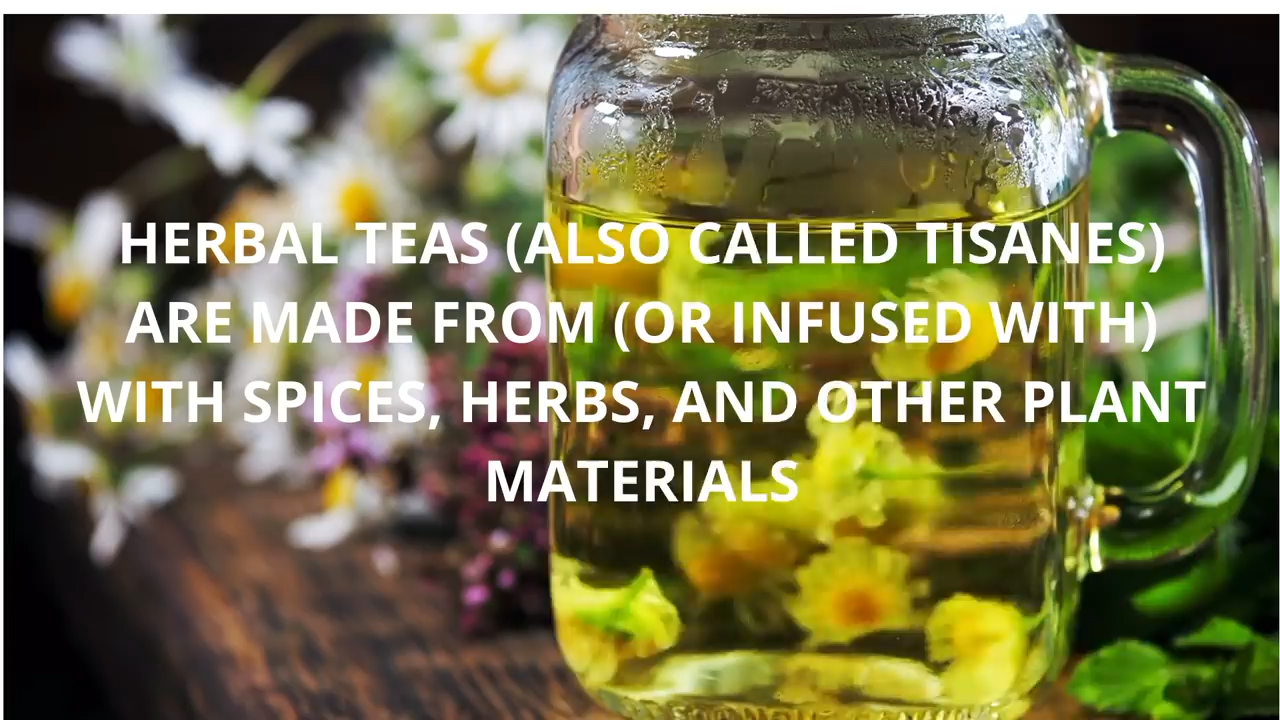 HERBAL TEAS (ALSO CALLED TISANES)
ARE MADE FROM (OR INFUSED WITH)
WITH SPICES, HERBS, AND OTHER PLANT
MATERIALS